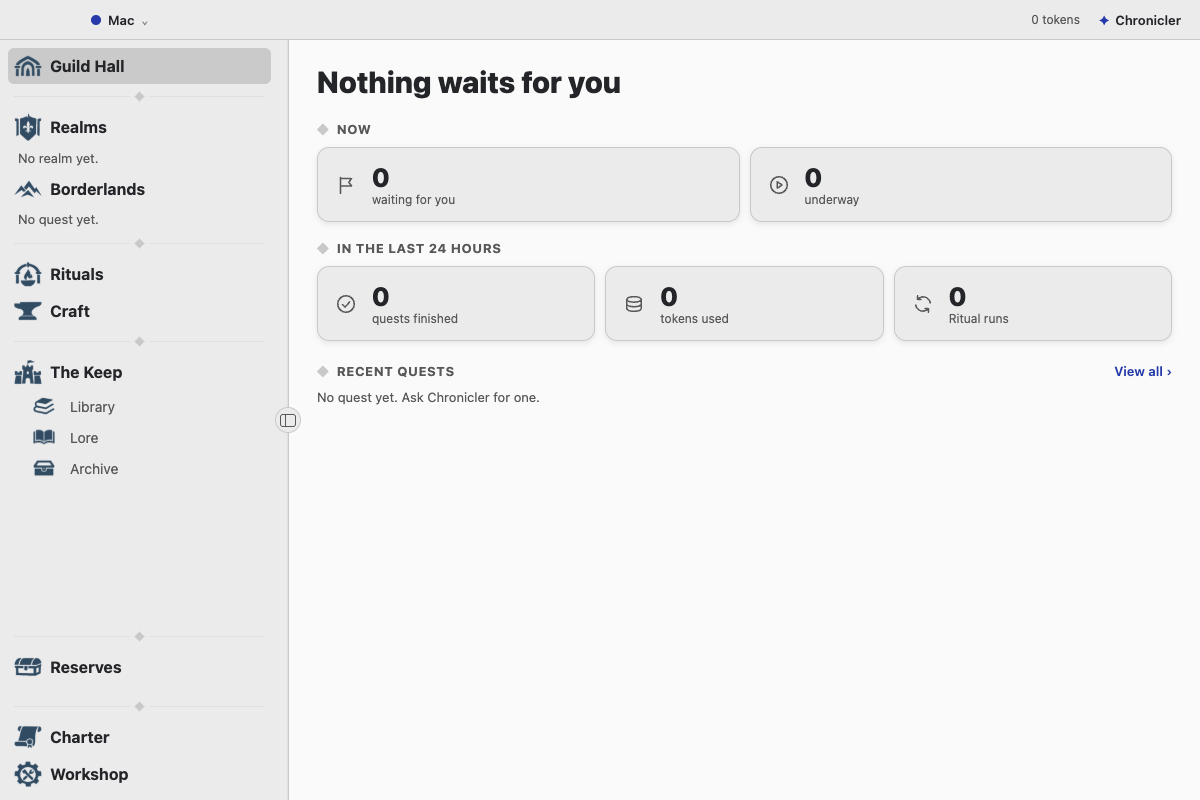 Mac
0 tokens
Chronicler
Guild Hall
Realms
No realm yet.
Borderlands
No quest yet.
Rituals
Craft
The Keep
Library
Lore
Archive
Reserves
Charter
Workshop
Nothing waits for you
NOW
0
waiting for you
0
underway
IN THE LAST 24 HOURS
0
quests finished
0
tokens used
0
Ritual runs
RECENT QUESTS
View all ›
No quest yet. Ask Chronicler for one.